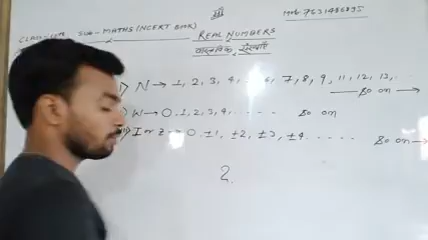 ॐ
MOB 7631486895
CLASS-10TH SUB-MATHS (NCERT BOOK) REAL NUMBERS
वास्तविक संख्याएँ
N → 1, 2, 3, 4, 6, 7, 8, 9, 11, 12, 13, ...
So on →
W → 0, 1, 2, 3, 4, ..... So on
I or Z → 0, ±1, ±2, ±3, ±4 .....
So on →
2.